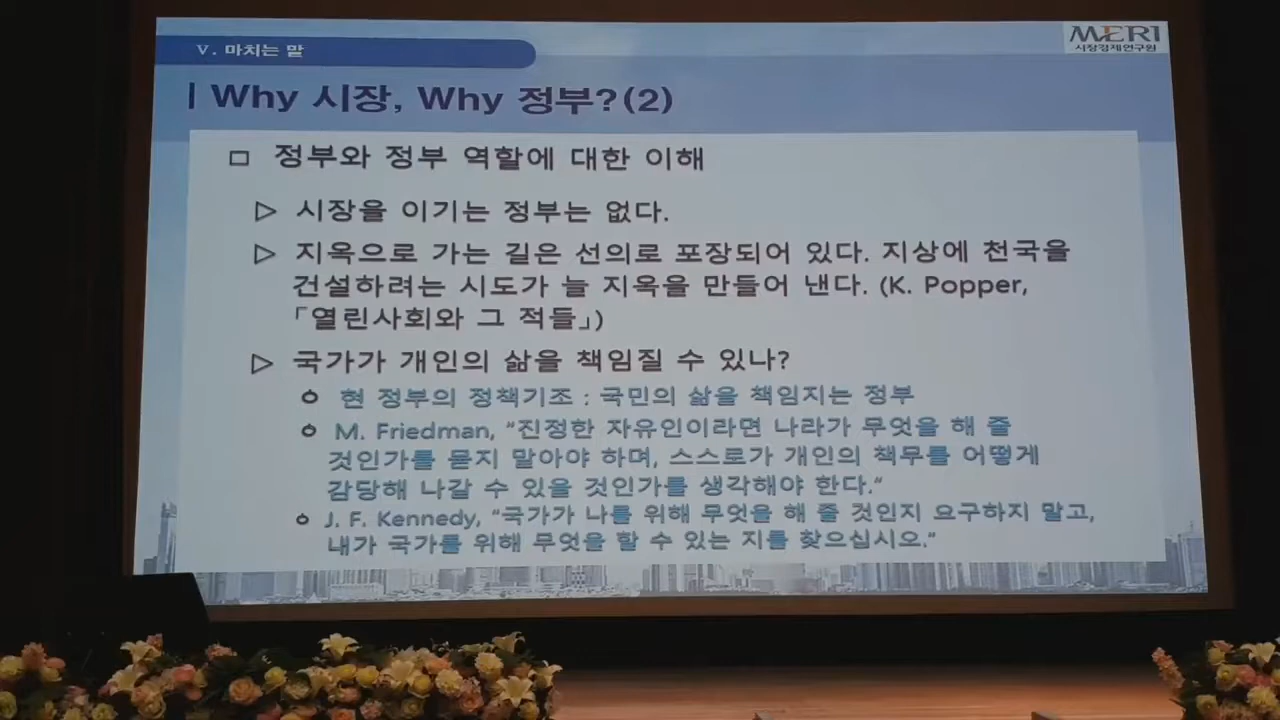 V. 마치는 말
MERI
시장경제연구원
Why 시장, Why 정부?(2)
□ 정부와 정부 역할에 대한 이해
▷ 시장을 이기는 정부는 없다.
▷ 지옥으로 가는 길은 선의로 포장되어 있다. 지상에 천국을
건설하려는 시도가 늘 지옥을 만들어 낸다. (K. Popper,
「열린사회와 그 적들」)
▷ 국가가 개인의 삶을 책임질 수 있나?
현 정부의 정책기조 : 국민의 삶을 책임지는 정부
M. Friedman, “진정한 자유인이라면 나라가 무엇을 해 줄
것인가를 묻지 말아야 하며, 스스로가 개인의 책무를 어떻게
감당해 나갈 수 있을 것인가를 생각해야 한다.”
J. F. Kennedy, “국가가 나를 위해 무엇을 해 줄 것인지 요구하지 말고,
내가 국가를 위해 무엇을 할 수 있는 지를 찾으십시오.”